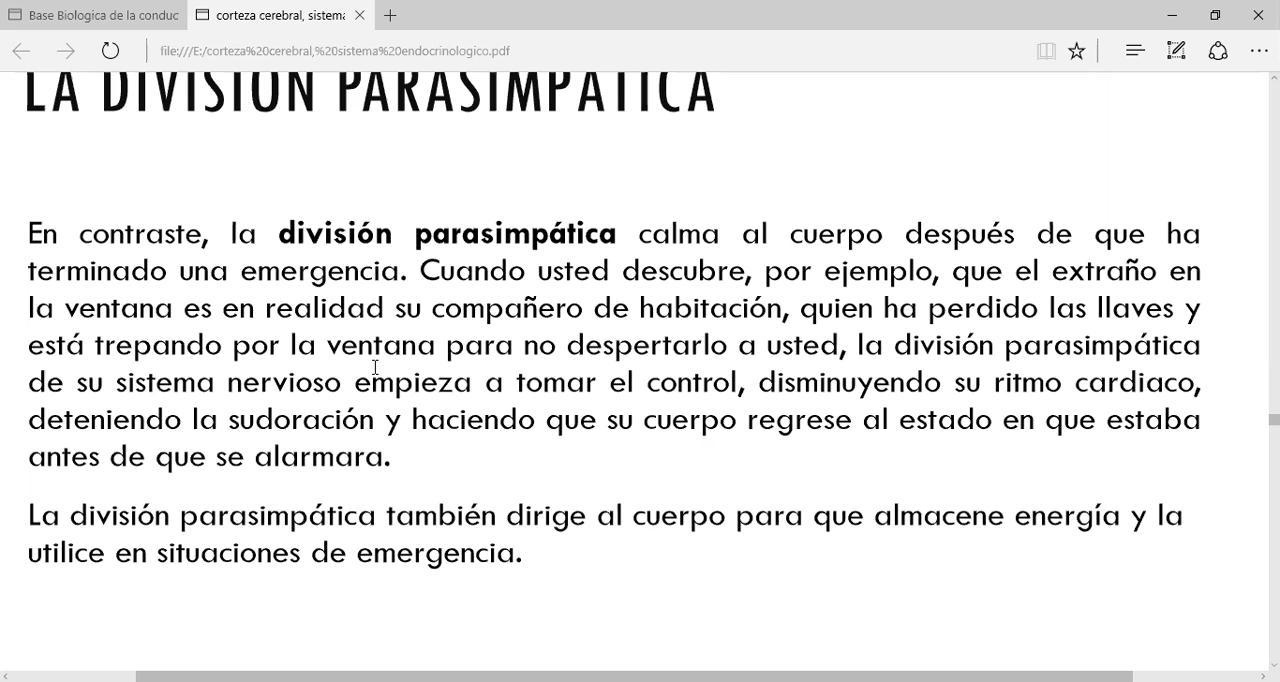 Base Biologica de la conduc
corteza cerebral, sistema
file:///E:/corteza%20cerebral,%20sistema%20endocrinologico.pdf
LA DIVISIÓN PARASIMPÁTICA
En contraste, la división parasimpática calma al cuerpo después de que ha
terminado una emergencia. Cuando usted descubre, por ejemplo, que el extraño en
la ventana es en realidad su compañero de habitación, quien ha perdido las llaves y
está trepando por la ventana para no despertarlo a usted, la división parasimpática
de su sistema nervioso empieza a tomar el control, disminuyendo su ritmo cardiaco,
deteniendo la sudoración y haciendo que su cuerpo regrese al estado en que estaba
antes de que se alarmara.
La división parasimpática también dirige al cuerpo para que almacene energía y la
utilice en situaciones de emergencia.